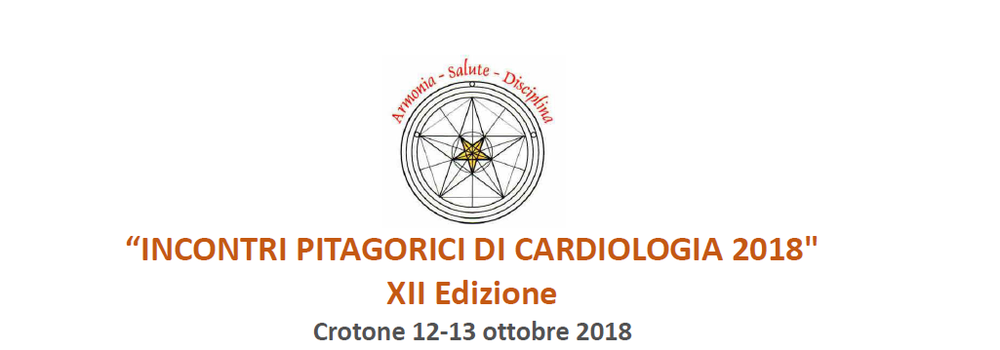 Armonia - Salute - Disciplina
“INCONTRI PITAGORICI DI CARDIOLOGIA 2018"
XII Edizione
Crotone 12-13 ottobre 2018